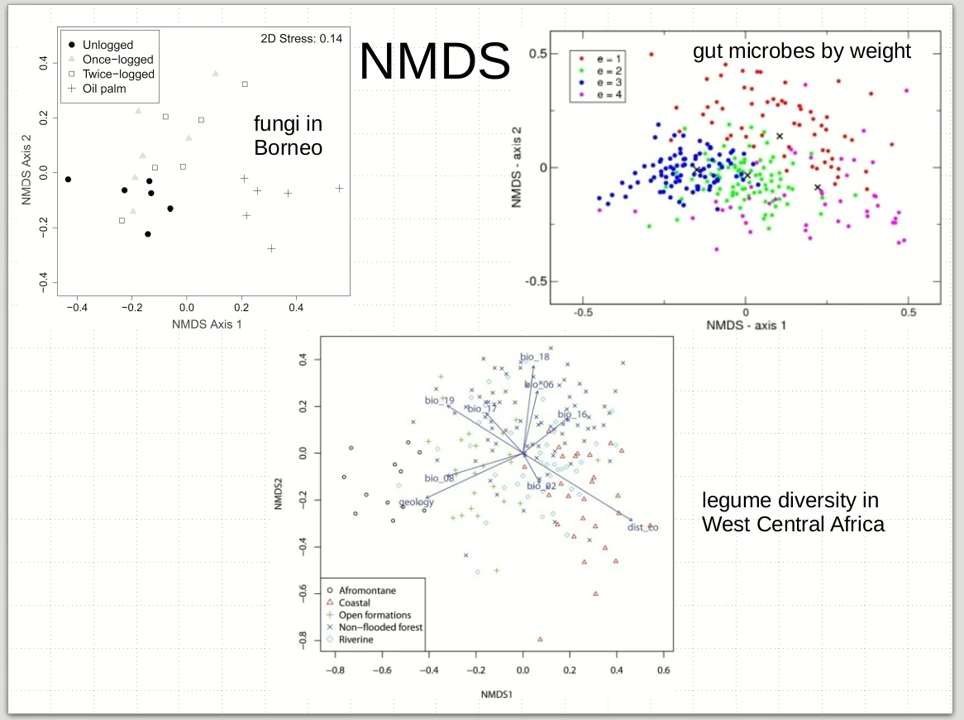 NMDS
2D Stress: 0.14
Unlogged
Once−logged
Twice−logged
Oil palm
fungi in
Borneo
NMDS Axis 2
0.4
0.2
0.0
−0.2
−0.4
−0.4 −0.2 0.0 0.2 0.4
NMDS Axis 1
gut microbes by weight
e = 1
e = 2
e = 3
e = 4
NMDS - axis 2
0.5
0
-0.5
-0.5 0 0.5
NMDS - axis 1
bio_18
bio_06
bio_19
bio_17
bio_16
bio_08
bio_02
geology
dist_co
NMDS2
0.4
0.2
0.0
−0.2
−0.4
−0.6
−0.8
Afromontane
Coastal
Open formations
Non−flooded forest
Riverine
−0.8 −0.6 −0.4 −0.2 0.0 0.2 0.4 0.6
NMDS1
legume diversity in
West Central Africa